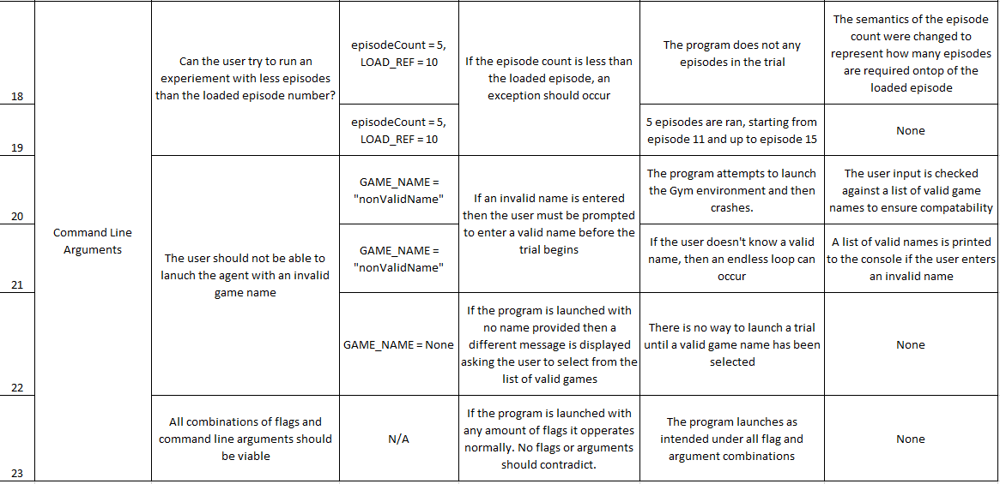 18
Command Line
Arguments
Can the user try to run an
experiement with less episodes
than the loaded episode number?
episodeCount = 5,
LOAD_REF = 10
If the episode count is less than
the loaded episode, an
exception should occur
The program does not any
episodes in the trial
The semantics of the episode
count were changed to
represent how many episodes
are required ontop of the
loaded episode
19
episodeCount = 5,
LOAD_REF = 10
5 episodes are ran, starting from
episode 11 and up to episode 15
None
20
The user should not be able to
lanuch the agent with an invalid
game name
GAME_NAME =
"nonValidName"
If an invalid name is entered
then the user must be prompted
to enter a valid name before the
trial begins
The program attempts to launch
the Gym environment and then
crashes.
The user input is checked
against a list of valid game
names to ensure compatability
21
GAME_NAME =
"nonValidName"
If the user doesn't know a valid
name, then an endless loop can
occur
A list of valid names is printed
to the console if the user enters
an invalid name
22
GAME_NAME = None
If the program is launched with
no name provided then a
different message is displayed
asking the user to select from the
list of valid games
There is no way to launch a trial
until a valid game name has been
selected
None
23
All combinations of flags and
command line arguments should
be viable
N/A
If the program is launched with
any amount of flags it opperates
normally. No flags or arguments
should contradict.
The program launches as
intended under all flag and
argument combinations
None